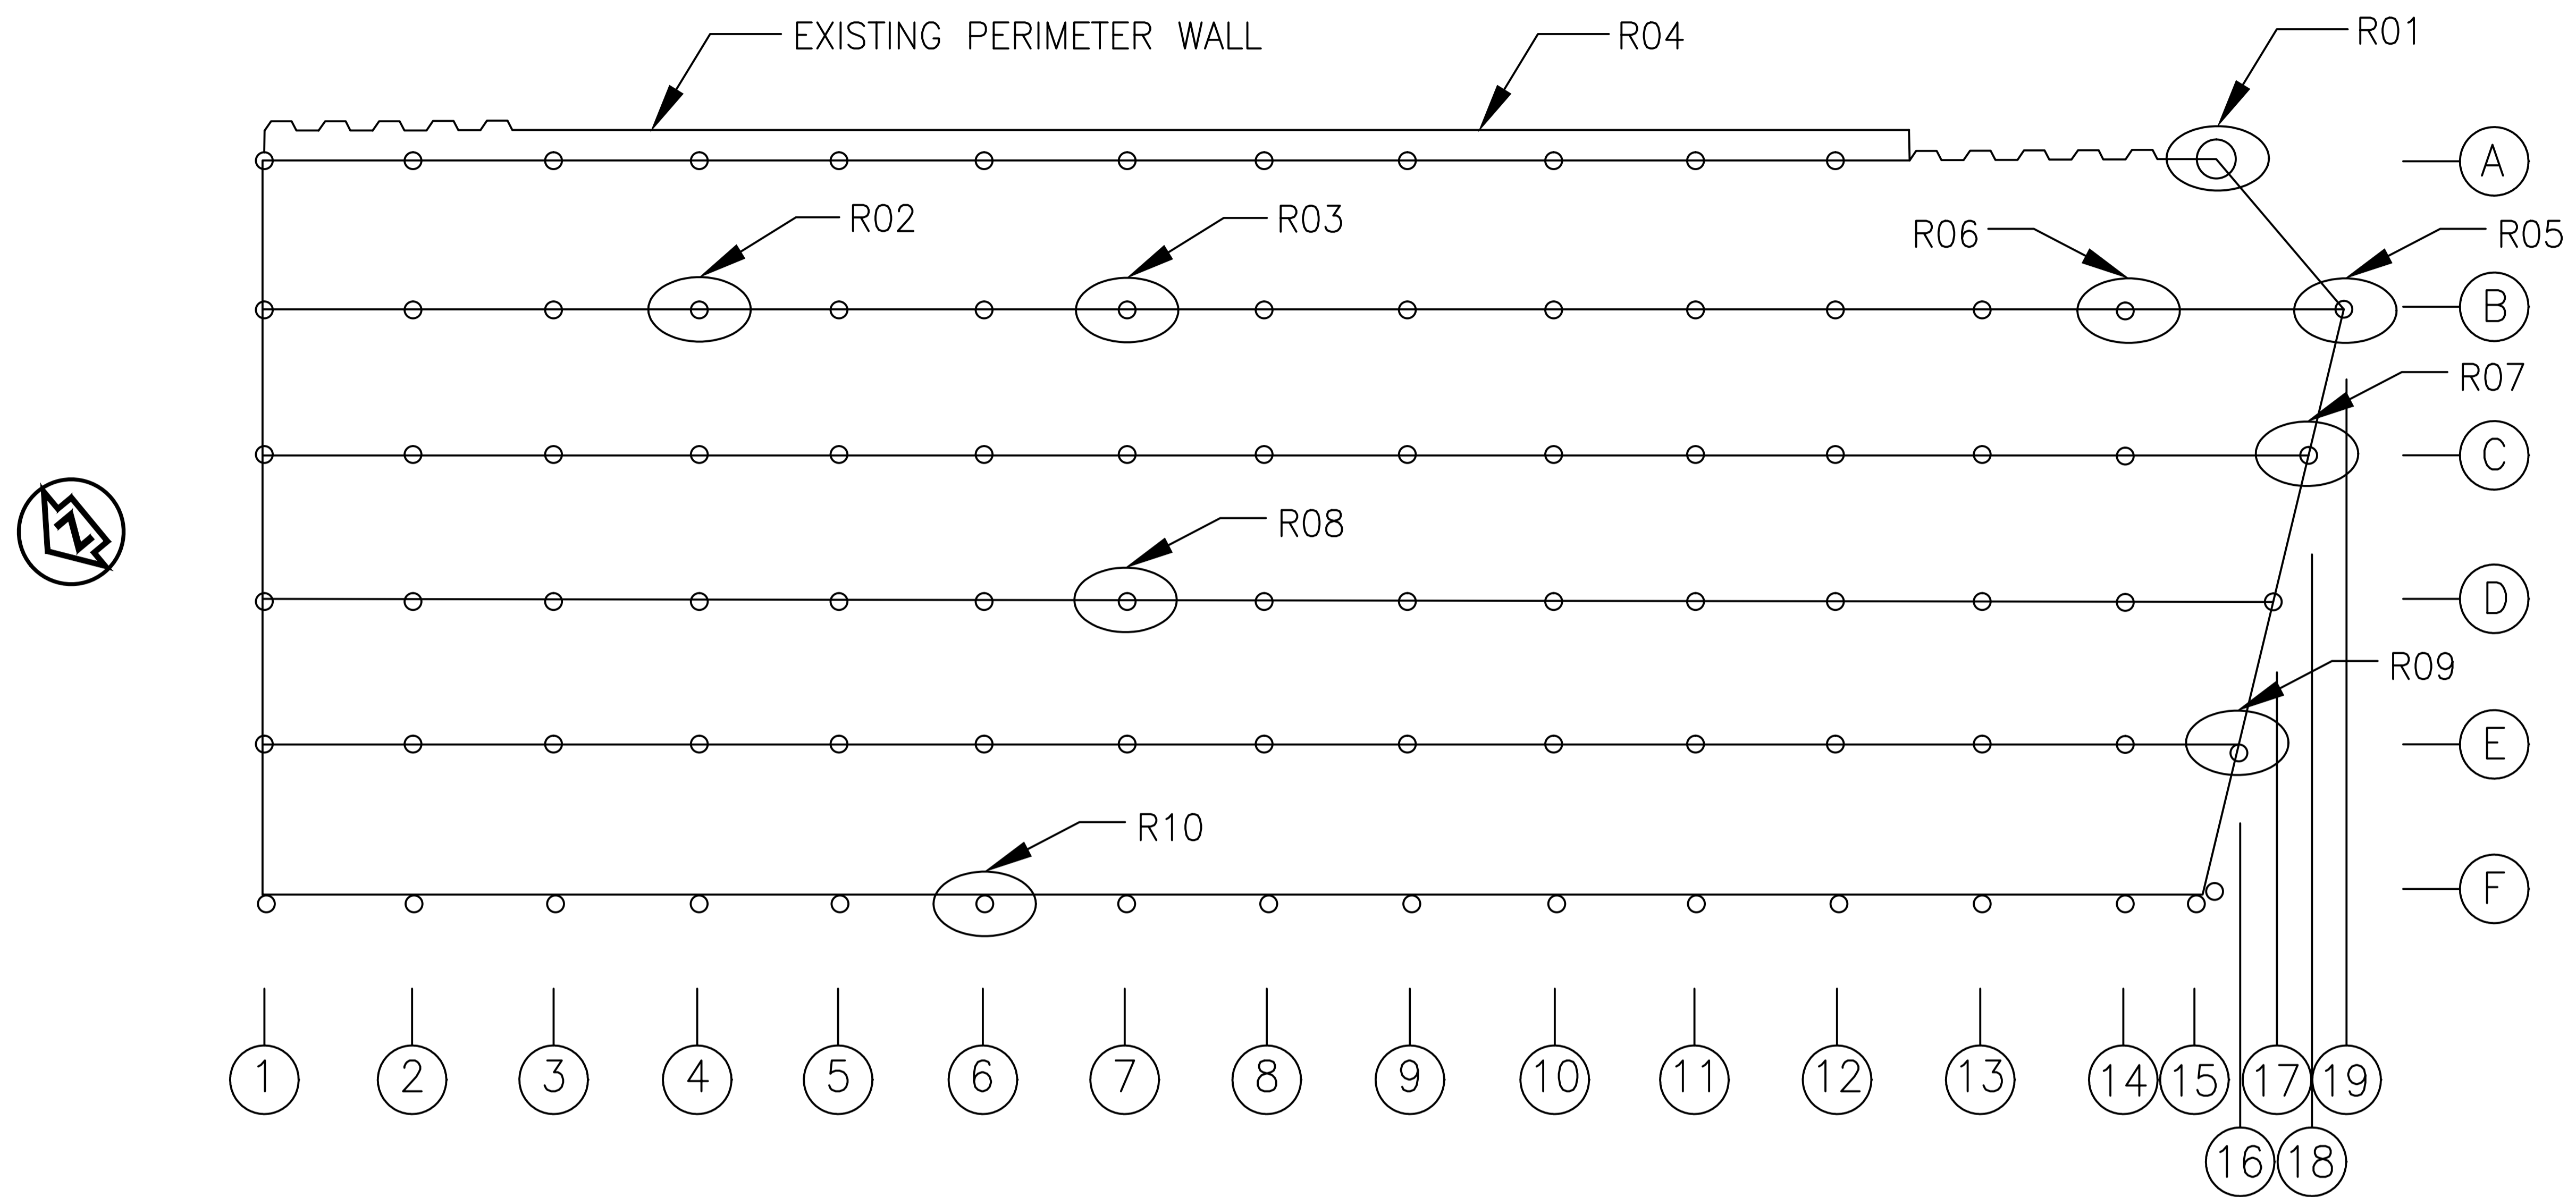 EXISTING PERIMETER WALL
R04
R01
A
R02
R03
R06
R05
B
R07
C
R08
D
R09
E
R10
F
N
1
2
3
4
5
6
7
8
9
10
11
12
13
14
15
17
19
16
18